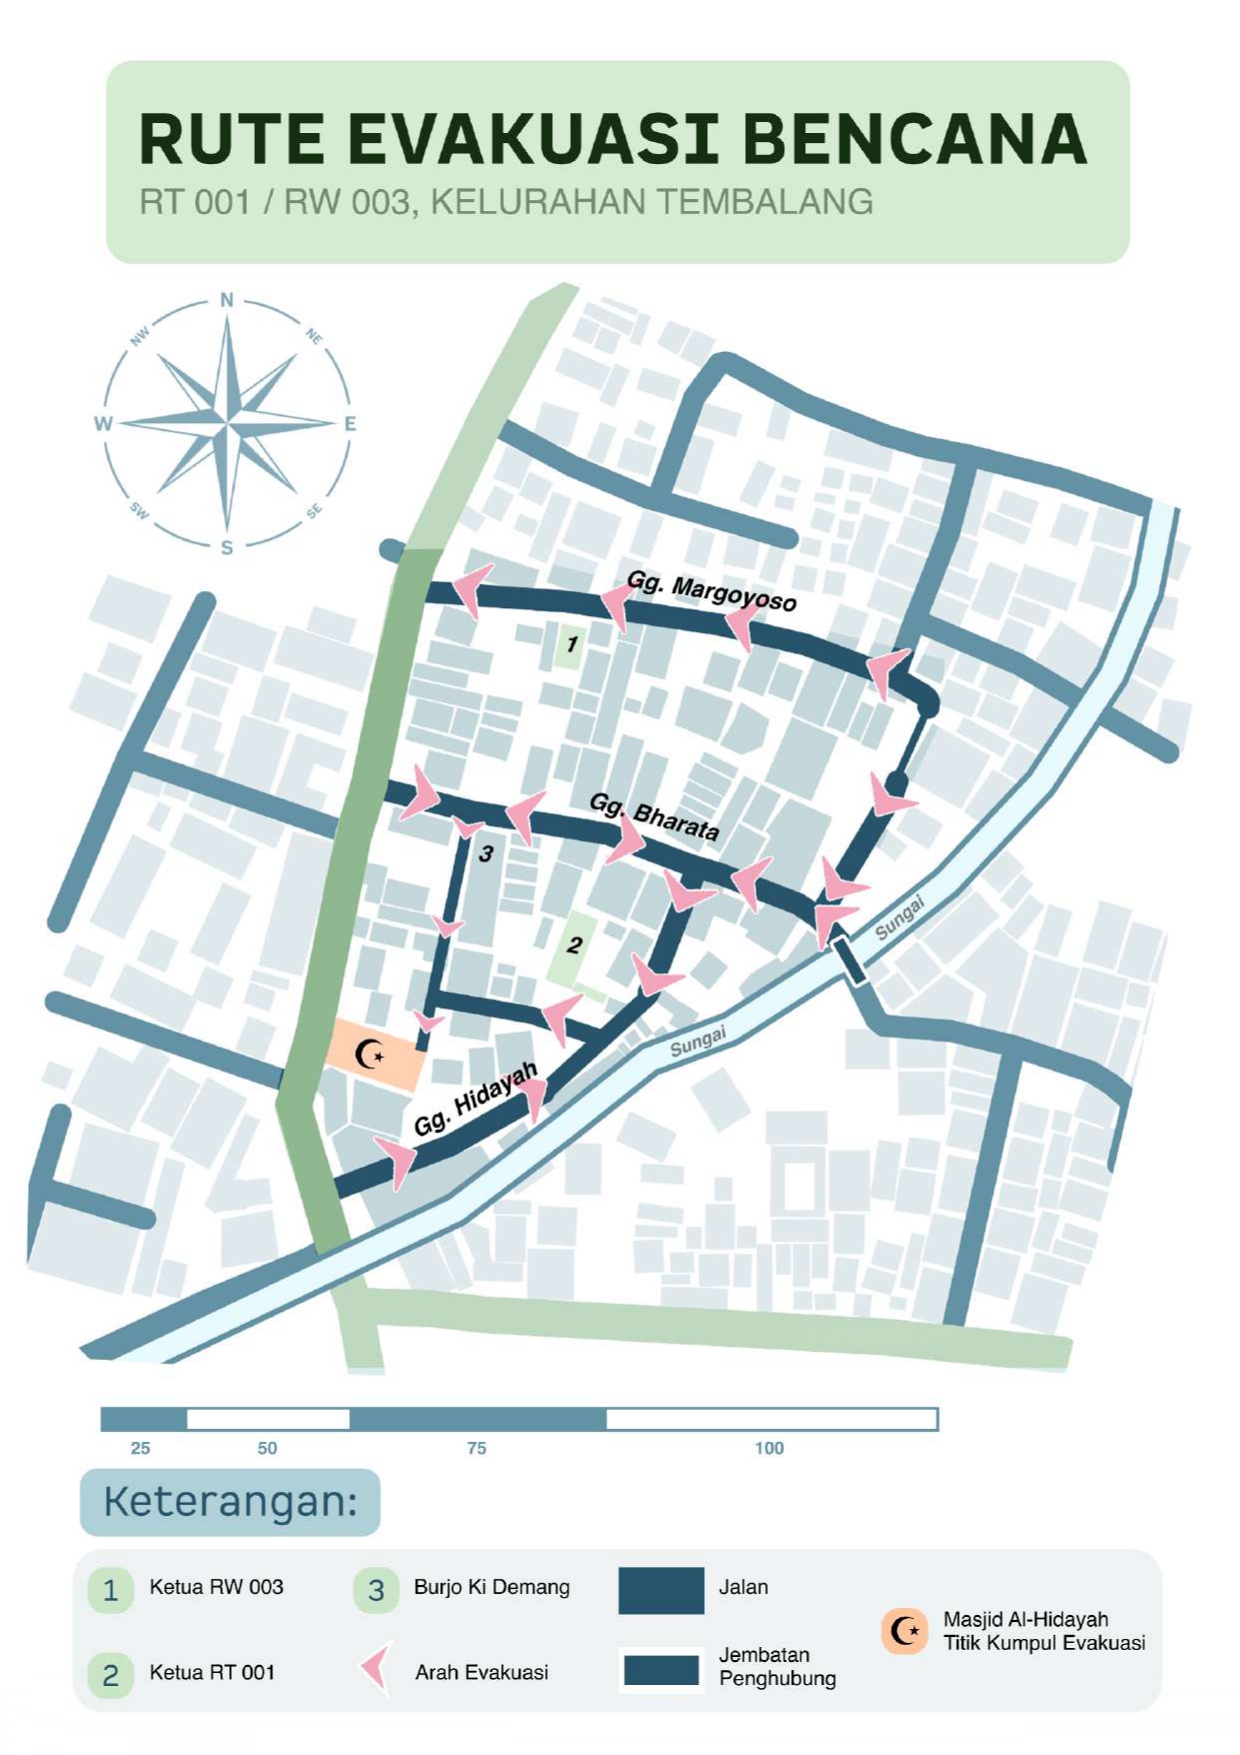 RUTE EVAKUASI BENCANA
RT 001 / RW 003, KELURAHAN TEMBALANG
N
NW
NE
W
E
SW
SE
S
Gg. Margoyoso
1
Gg. Bharata
3
2
Sungai
Sungai
Gg. Hidayah
25 50 75 100
Keterangan:
1 Ketua RW 003
3 Burjo Ki Demang
Jalan
Masjid Al-Hidayah
Titik Kumpul Evakuasi
2 Ketua RT 001
Arah Evakuasi
Jembatan
Penghubung